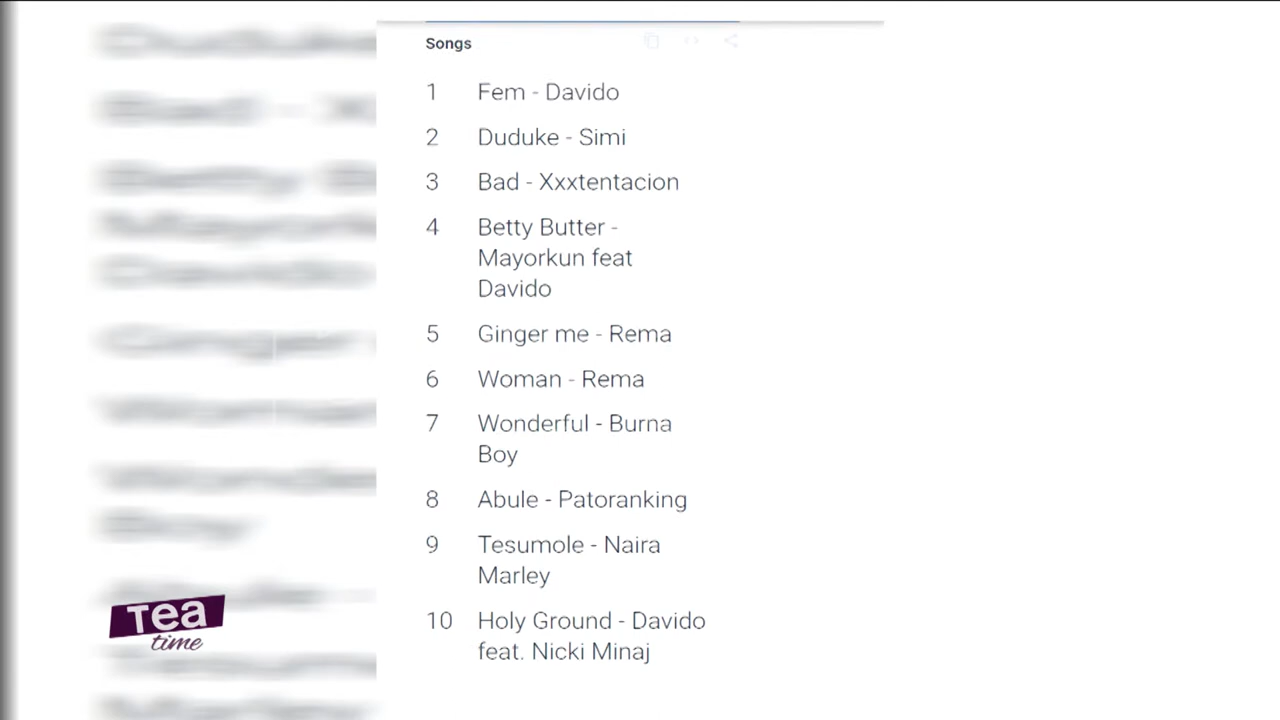 Songs
1 Fem - Davido
2 Duduke - Simi
3 Bad - Xxxtentacion
4 Betty Butter -
Mayorkun feat
Davido
5 Ginger me - Rema
6 Woman - Rema
7 Wonderful - Burna
Boy
8 Abule - Patoranking
9 Tesumole - Naira
Marley
10 Holy Ground - Davido
feat. Nicki Minaj
Tea
time